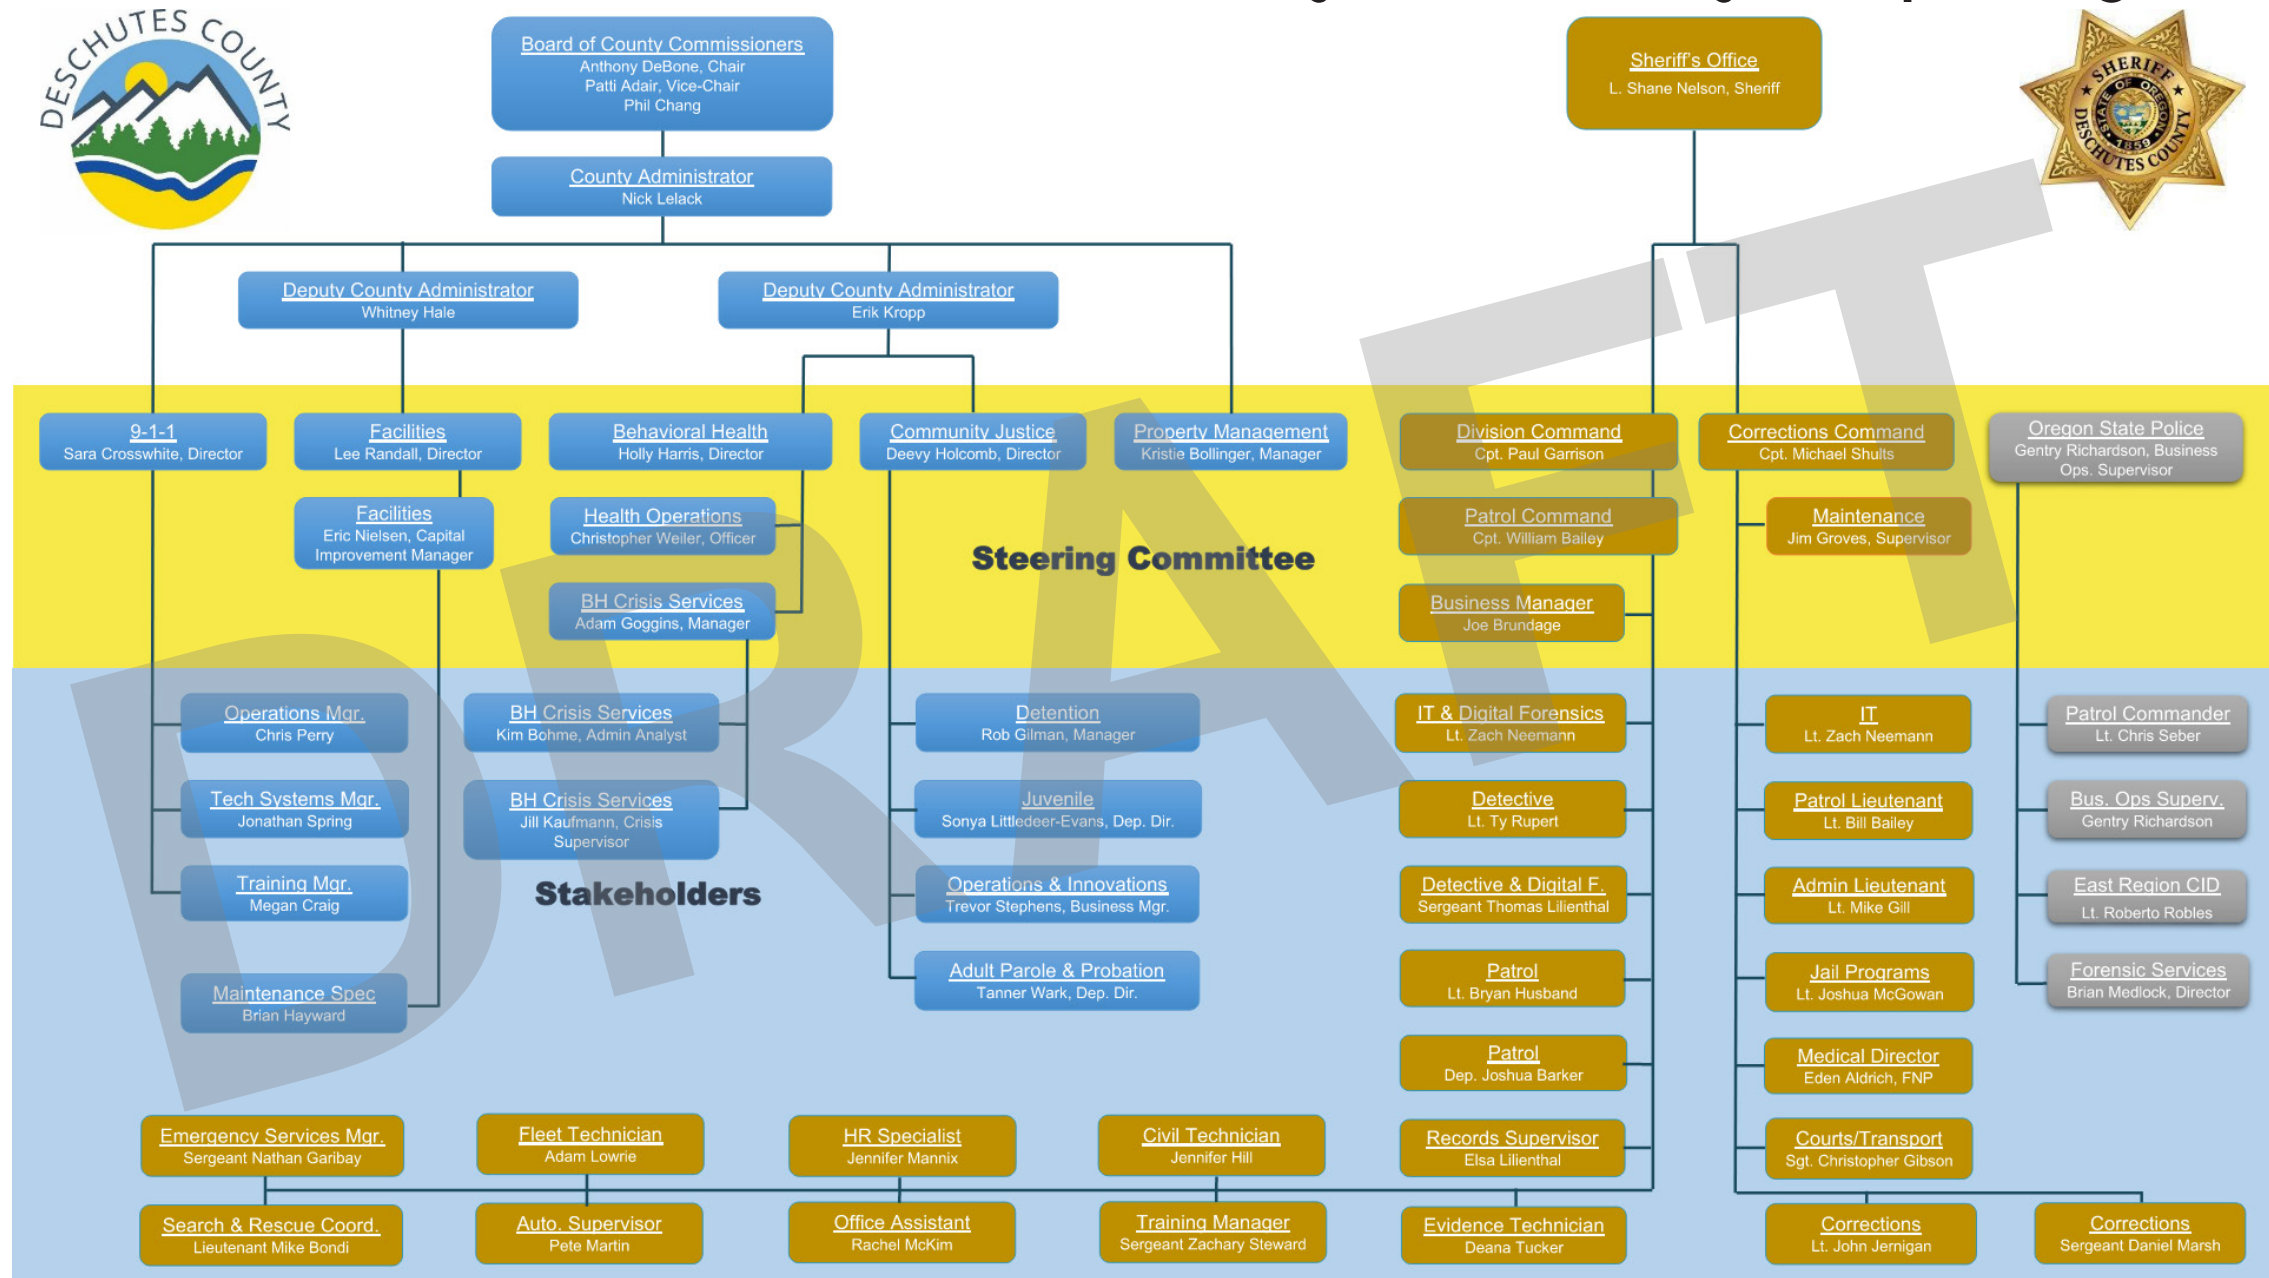 DESCHUTES COUNTY
Board of County Commissioners
Anthony DeBone, Chair
Patti Adair, Vice-Chair
Phil Chang
Sheriff's Office
L. Shane Nelson, Sheriff
SHERIFF
STATE OF OREGON
1859
DESCHUTES COUNTY
County Administrator
Nick Lelack
Deputy County Administrator
Whitney Hale
Deputy County Administrator
Erik Kropp
9-1-1
Sara Crosswhite, Director
Facilities
Lee Randall, Director
Behavioral Health
Holly Harris, Director
Community Justice
Deevy Holcomb, Director
Property Management
Kristie Bollinger, Manager
Division Command
Cpt. Paul Garrison
Corrections Command
Cpt. Michael Shults
Oregon State Police
Gentry Richardson, Business
Ops. Supervisor
Facilities
Eric Nielsen, Capital
Improvement Manager
Health Operations
Christopher Weiler, Officer
Patrol Command
Cpt. William Bailey
Maintenance
Jim Groves, Supervisor
Steering Committee
BH Crisis Services
Adam Goggins, Manager
Business Manager
Joe Brundage
DRAFT
Operations Mgr.
Chris Perry
BH Crisis Services
Kim Bohme, Admin Analyst
Detention
Rob Gilman, Manager
IT & Digital Forensics
Lt. Zach Neemann
IT
Lt. Zach Neemann
Patrol Commander
Lt. Chris Seber
Tech Systems Mgr.
Jonathan Spring
BH Crisis Services
Jill Kaufmann, Crisis
Supervisor
Juvenile
Sonya Littledeer-Evans, Dep. Dir.
Detective
Lt. Ty Rupert
Patrol Lieutenant
Lt. Bill Bailey
Bus. Ops Superv.
Gentry Richardson
Training Mgr.
Megan Craig
Stakeholders
Operations & Innovations
Trevor Stephens, Business Mgr.
Detective & Digital F.
Sergeant Thomas Lilienthal
Admin Lieutenant
Lt. Mike Gill
East Region CID
Lt. Roberto Robles
Maintenance Spec
Brian Hayward
Adult Parole & Probation
Tanner Wark, Dep. Dir.
Patrol
Lt. Bryan Husband
Jail Programs
Lt. Joshua McGowan
Forensic Services
Brian Medlock, Director
Patrol
Dep. Joshua Barker
Medical Director
Eden Aldrich, FNP
Emergency Services Mgr.
Sergeant Nathan Garibay
Fleet Technician
Adam Lowrie
HR Specialist
Jennifer Mannix
Civil Technician
Jennifer Hill
Records Supervisor
Elsa Lilienthal
Courts/Transport
Sgt. Christopher Gibson
Search & Rescue Coord.
Lieutenant Mike Bondi
Auto. Supervisor
Pete Martin
Office Assistant
Rachel McKim
Training Manager
Sergeant Zachary Steward
Evidence Technician
Deana Tucker
Corrections
Lt. John Jernigan
Corrections
Sergeant Daniel Marsh